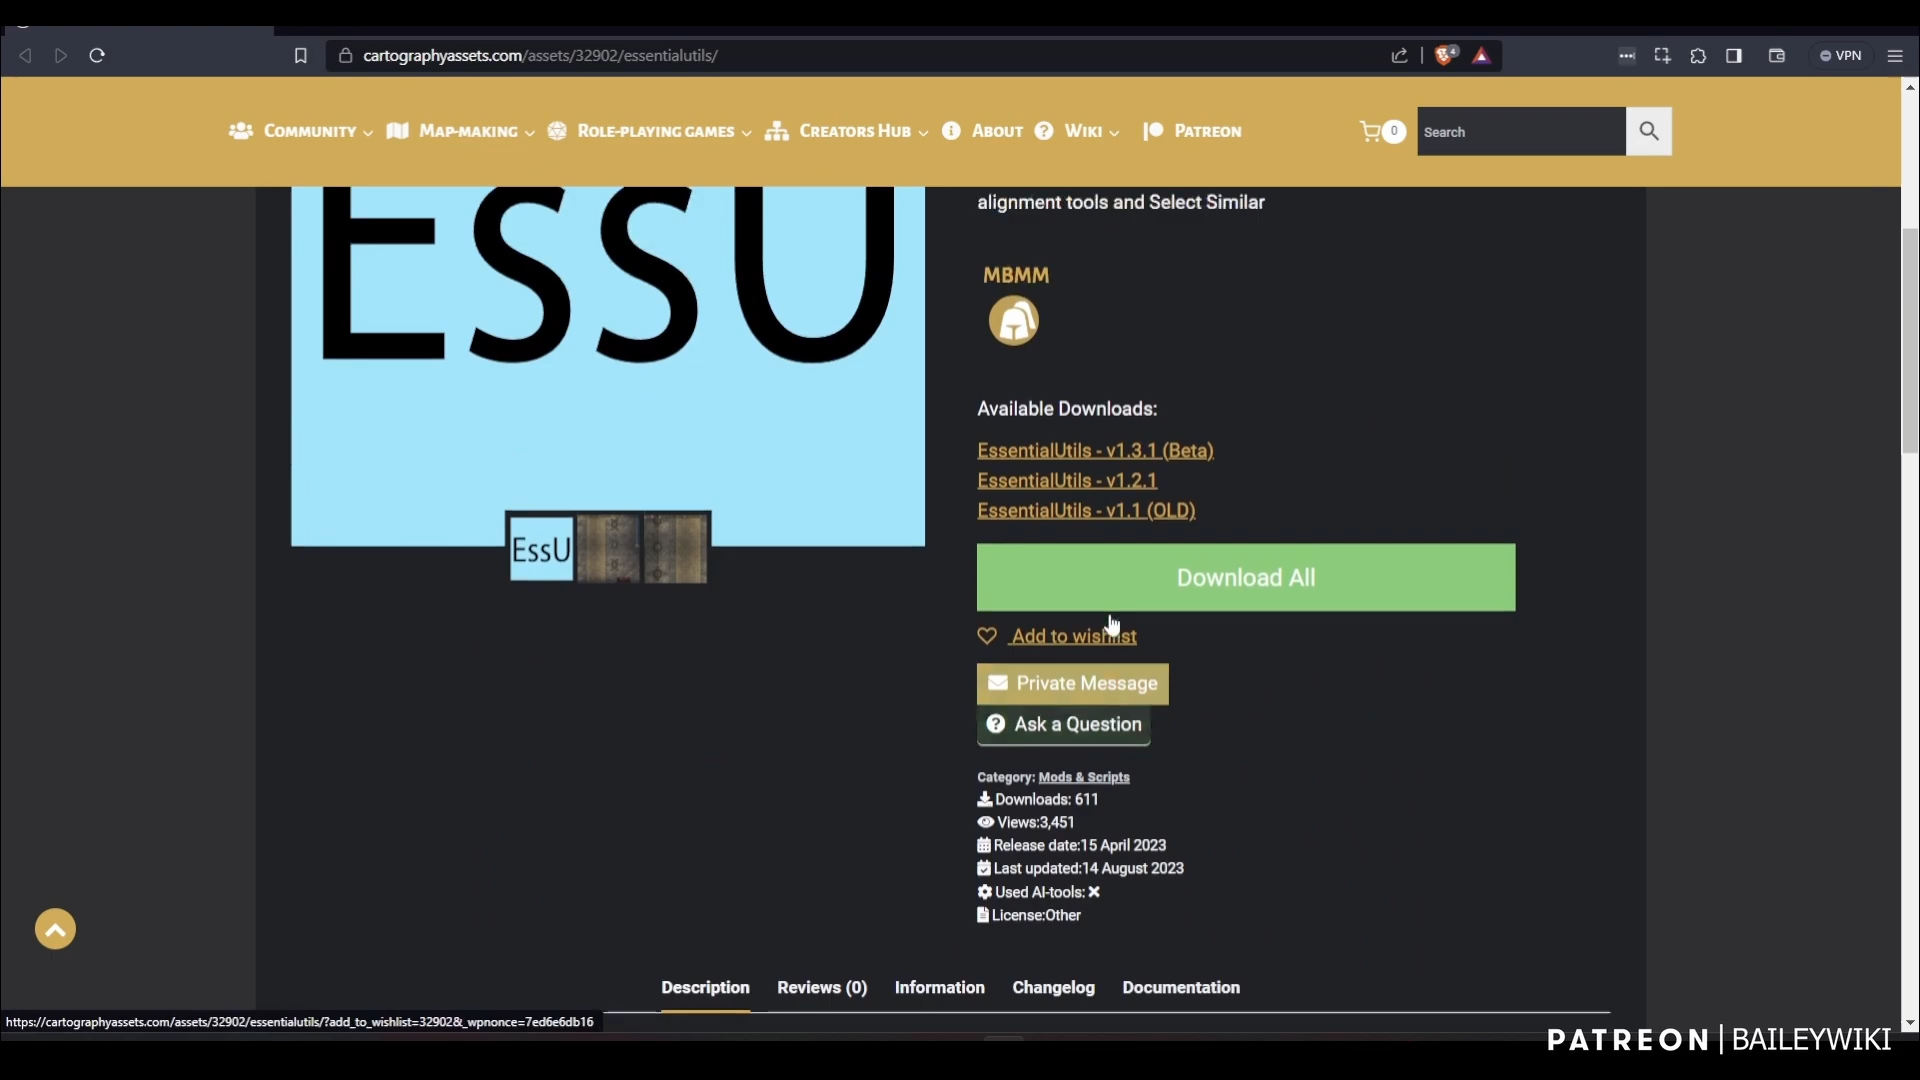 cartographyassets.com/assets/32902/essentialutils/
VPN
COMMUNITY MAP-MAKING ROLE-PLAYING GAMES CREATORS HUB ABOUT WIKI PATREON 0 Search
EssU
alignment tools and Select Similar
MBMM
Available Downloads:
EssentialUtils - v1.3.1 (Beta)
EssentialUtils - v1.2.1
EssentialUtils - v1.1 (OLD)
EssU
Download All
Add to wishlist
Private Message
Ask a Question
Category: Mods & Scripts
Downloads: 611
Views:3,451
Release date:15 April 2023
Last updated:14 August 2023
Used AI-tools:
License:Other
Description Reviews (0) Information Changelog Documentation
https://cartographyassets.com/assets/32902/essentialutils/?add_to_wishlist=32902&_wpnonce=7ed6e6db16
PATREON | BAILEYWIKI